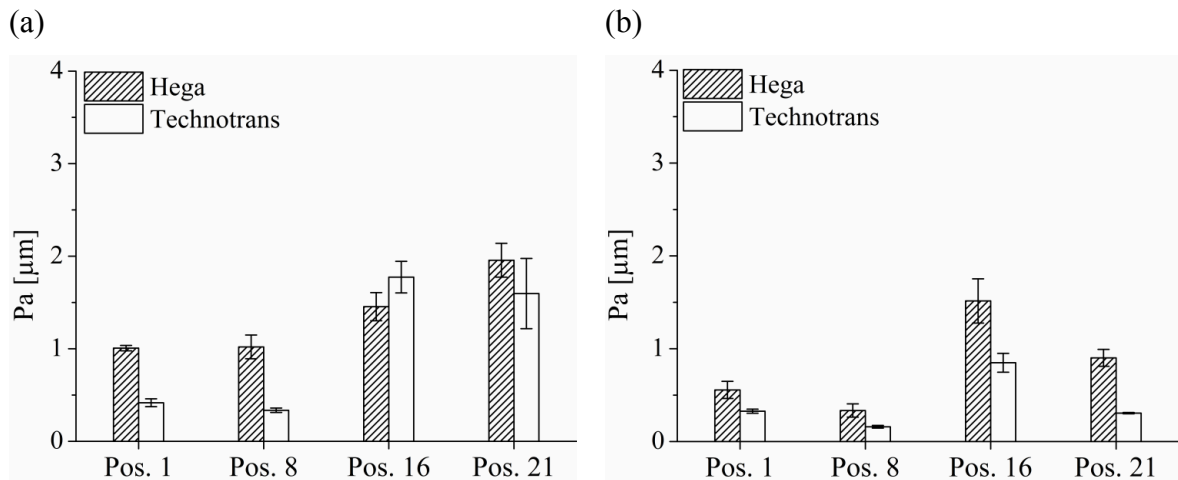 (a)
Hega
Technotrans
Pa [µm]
4
3
2
1
0
Pos. 1 Pos. 8 Pos. 16 Pos. 21
(b)
Hega
Technotrans
Pa [µm]
4
3
2
1
0
Pos. 1 Pos. 8 Pos. 16 Pos. 21